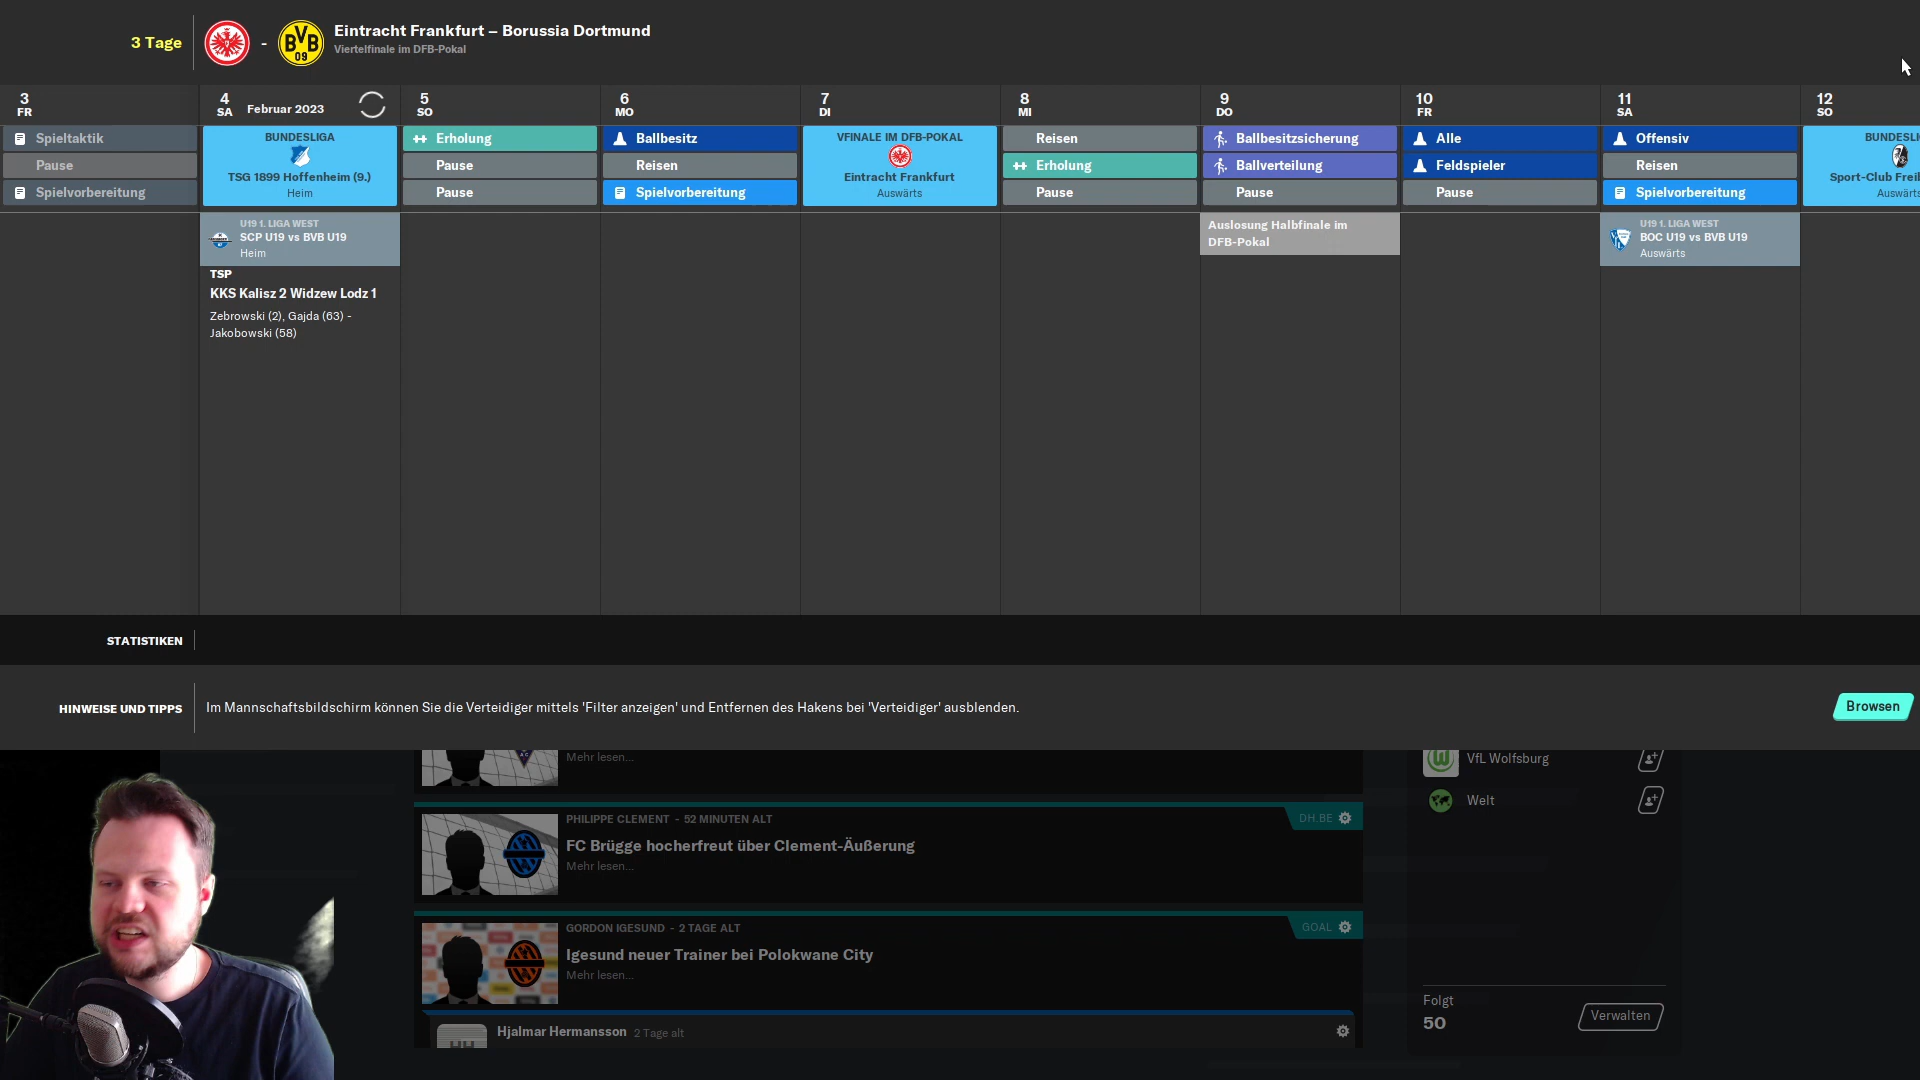 3 Tage
-
BVB
09
Eintracht Frankfurt – Borussia Dortmund
Viertelfinale im DFB-Pokal
3
FR
Spieltaktik
Pause
Spielvorbereitung
4
SA
Februar 2023
BUNDESLIGA
TSG 1899 Hoffenheim (9.)
Heim
U19 1. LIGA WEST
SCP U19 vs BVB U19
Heim
TSP
KKS Kalisz 2 Widzew Lodz 1
Zebrowski (2), Gajda (63) -
Jakobowski (58)
5
SO
Erholung
Pause
Pause
6
MO
Ballbesitz
Reisen
Spielvorbereitung
7
DI
VFINALE IM DFB-POKAL
Eintracht Frankfurt
Auswärts
8
MI
Reisen
Erholung
Pause
9
DO
Ballbesitzsicherung
Ballverteilung
Pause
Auslosung Halbfinale im
DFB-Pokal
10
FR
Alle
Feldspieler
Pause
11
SA
Offensiv
Reisen
Spielvorbereitung
U19 1. LIGA WEST
BOC U19 vs BVB U19
Auswärts
12
SO
BUNDESLI
Sport-Club Freib
Auswärts
STATISTIKEN
HINWEISE UND TIPPS
Im Mannschaftsbildschirm können Sie die Verteidiger mittels 'Filter anzeigen' und Entfernen des Hakens bei 'Verteidiger' ausblenden.
Browsen
Mehr lesen...
PHILIPPE CLEMENT - 52 MINUTEN ALT
DH.BE
FC Brügge hocherfreut über Clement-Äußerung
Mehr lesen...
GORDON IGESUND - 2 TAGE ALT
GOAL
Igesund neuer Trainer bei Polokwane City
Mehr lesen...
Hjalmar Hermansson 2 Tage alt
VfL Wolfsburg
Welt
Folgt
50
Verwalten